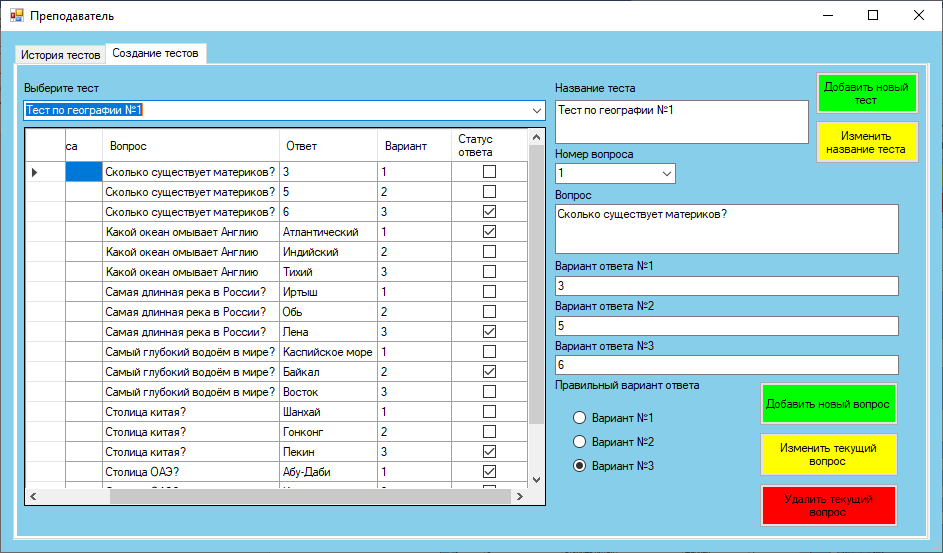 Преподаватель
История тестов
Создание тестов
Выберите тест
Тест по географии №1
са Вопрос Ответ Вариант Статус ответа
Сколько существует материков? 3 1
Сколько существует материков? 5 2
Сколько существует материков? 6 3
Какой океан омывает Англию Атлантический 1
Какой океан омывает Англию Индийский 2
Какой океан омывает Англию Тихий 3
Самая длинная река в России? Иртыш 1
Самая длинная река в России? Обь 2
Самая длинная река в России? Лена 3
Самый глубокий водоём в мире? Каспийское море 1
Самый глубокий водоём в мире? Байкал 2
Самый глубокий водоём в мире? Восток 3
Столица китая? Шанхай 1
Столица китая? Гонконг 2
Столица китая? Пекин 3
Столица ОАЭ? Абу-Даби 1
Название теста
Тест по географии №1
Добавить новый
тест
Изменить
название теста
Номер вопроса
1
Вопрос
Сколько существует материков?
Вариант ответа №1
3
Вариант ответа №2
5
Вариант ответа №3
6
Правильный вариант ответа
Вариант №1
Вариант №2
Вариант №3
Добавить новый вопрос
Изменить текущий
вопрос
Удалить текущий
вопрос